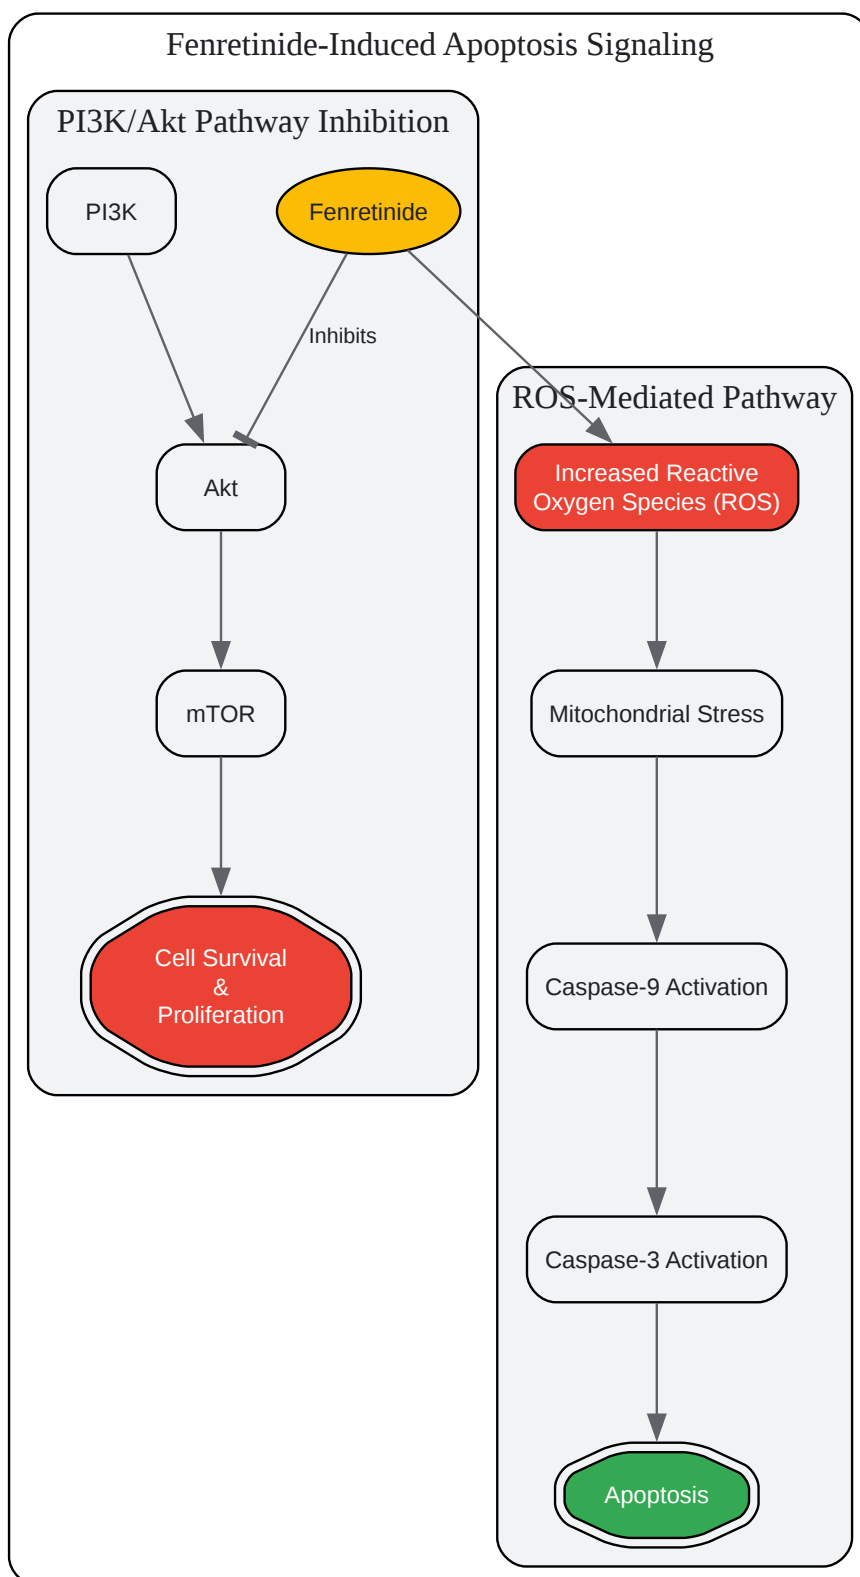 Fenretinide-Induced Apoptosis Signaling
PI3K/Akt Pathway Inhibition
PI3K
Fenretinide
Inhibits
Akt
mTOR
Cell Survival
&
Proliferation
ROS-Mediated Pathway
Increased Reactive
Oxygen Species (ROS)
Mitochondrial Stress
Caspase-9 Activation
Caspase-3 Activation
Apoptosis